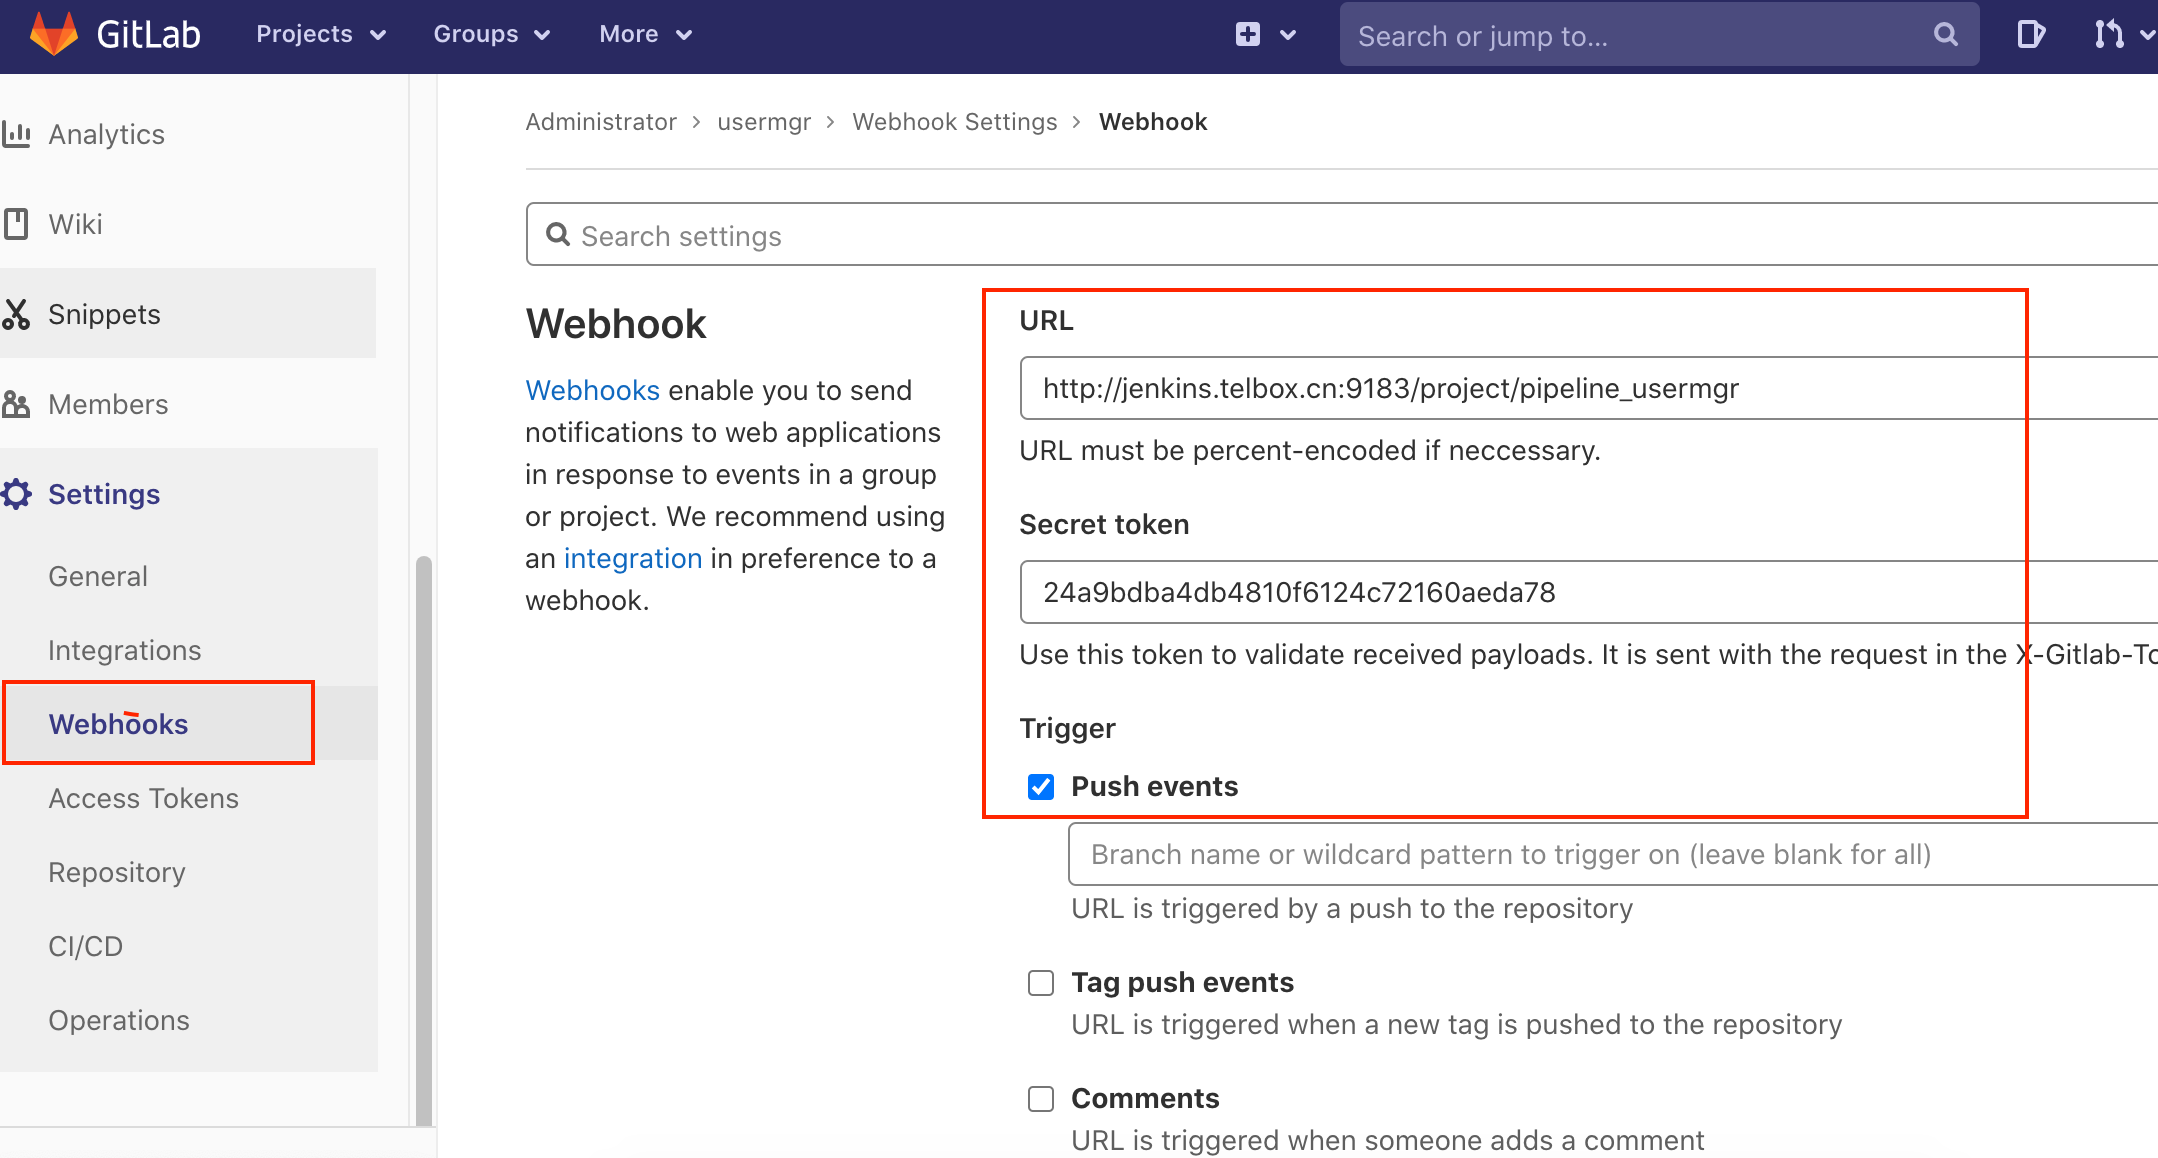 GitLab Projects Groups More Search or jump to...
Analytics
Wiki
Snippets
Members
Settings
General
Integrations
Webhooks
Access Tokens
Repository
CI/CD
Operations
Administrator > usermgr > Webhook Settings > Webhook
Search settings
Webhook
Webhooks enable you to send
notifications to web applications
in response to events in a group
or project. We recommend using
an integration in preference to a
webhook.
URL
http://jenkins.telbox.cn:9183/project/pipeline_usermgr
URL must be percent-encoded if neccessary.
Secret token
24a9bdba4db4810f6124c72160aeda78
Use this token to validate received payloads. It is sent with the request in the X-Gitlab-To
Trigger
Push events
Branch name or wildcard pattern to trigger on (leave blank for all)
URL is triggered by a push to the repository
Tag push events
URL is triggered when a new tag is pushed to the repository
Comments
URL is triggered when someone adds a comment